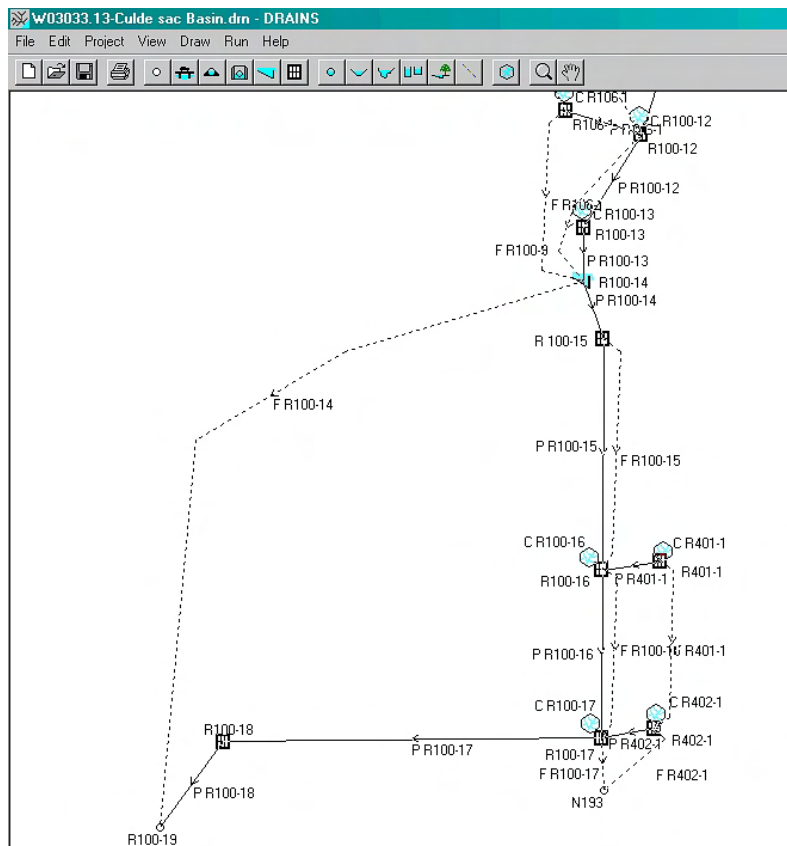 W03033.13-Culde sac Basin.drn - DRAINS
File Edit Project View Draw Run Help
C R106-1
R106-1
C R100-12
R100-12
P R100-12
C R100-13
R100-13
F R100-9
P R100-13
R100-14
P R100-14
R 100-15
F R100-14
P R100-15
F R100-15
C R100-16
C R401-1
R100-16
P R401-1
R401-1
P R100-16
F R100-16
R401-1
C R100-17
C R402-1
R100-18
P R100-17
R100-17
P R402-1
R402-1
F R100-17
F R402-1
P R100-18
N193
R100-19